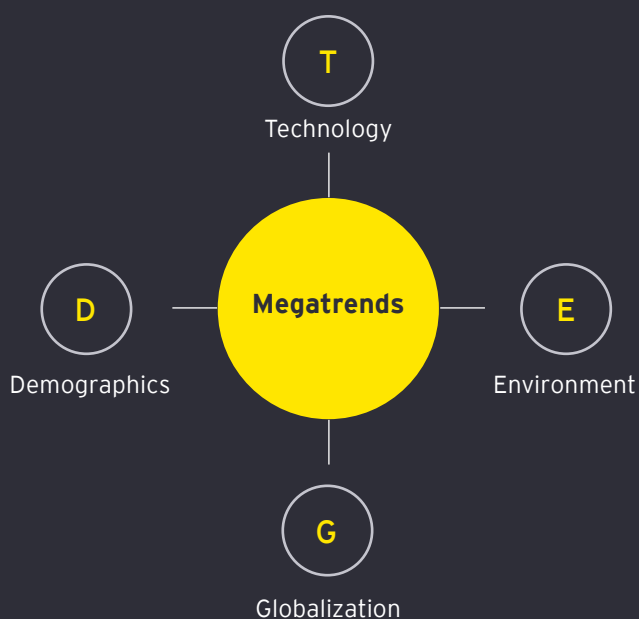 T
Technology
Megatrends
D
Demographics
E
Environment
G
Globalization